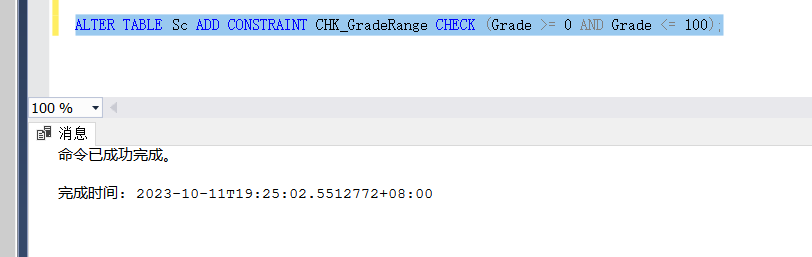 ALTER TABLE Sc ADD CONSTRAINT CHK_GradeRange CHECK (Grade >= 0 AND Grade <= 100);
100 %
消息
命令已成功完成。
完成时间: 2023-10-11T19:25:02.5512772+08:00